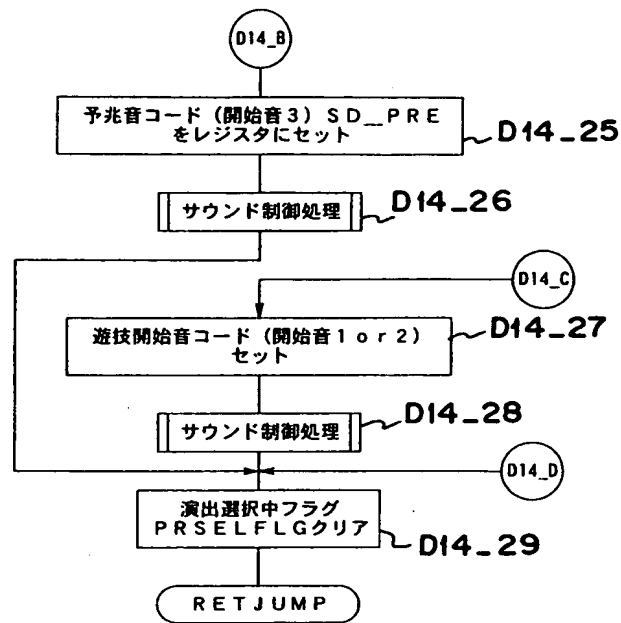 D14_B
予兆音コード（開始音３）ＳＤ＿ＰＲＥ
をレジスタにセット
D14_25
サウンド制御処理
D14_26
D14_C
遊技開始音コード（開始音１ｏｒ２）
セット
D14_27
サウンド制御処理
D14_28
D14_D
演出選択中フラグ
ＰＲＳＥＬＦＬＧクリア
D14_29
ＲＥＴＪＵＭＰ